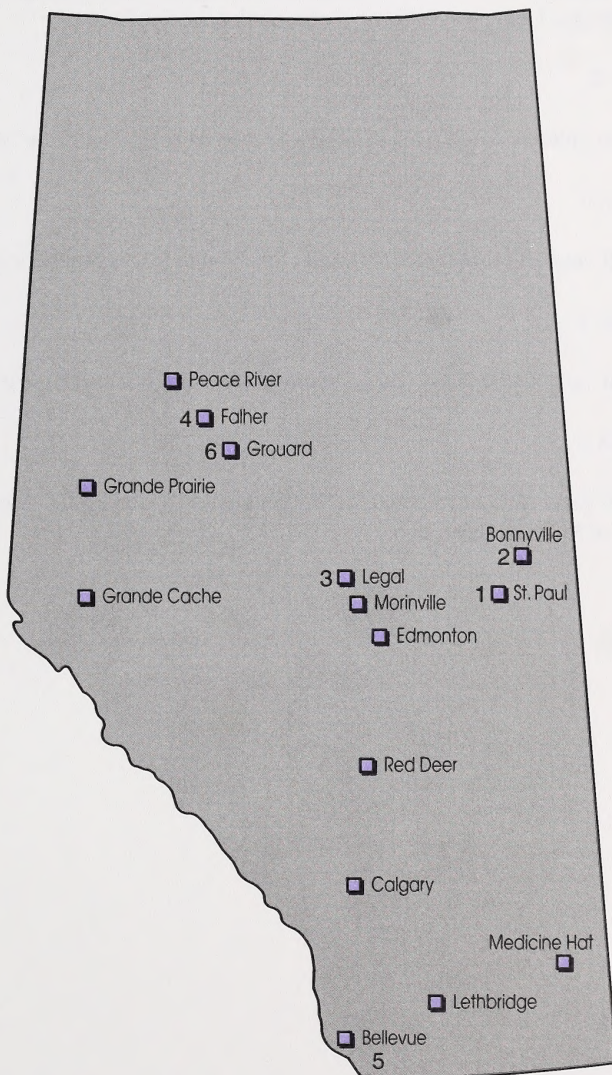 Peace River
4 Falher
6 Grouard
Grande Prairie
Bonnyville
2
3 Legal
1 St. Paul
Grande Cache
Morinville
Edmonton
Red Deer
Calgary
Medicine Hat
Lethbridge
Bellevue
5